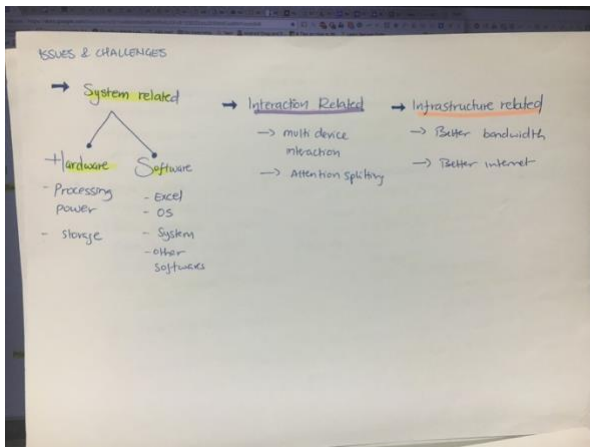 ISSUES & CHALLENGES
→ System related
Hardware
- Processing
power
- storage
Software
- Excel
- OS
- System
- other
softwares
→ Interaction Related
→ multi device
interaction
→ Attention spliting
→ Infrastructure related
→ Better bandwidth
→ Better internet